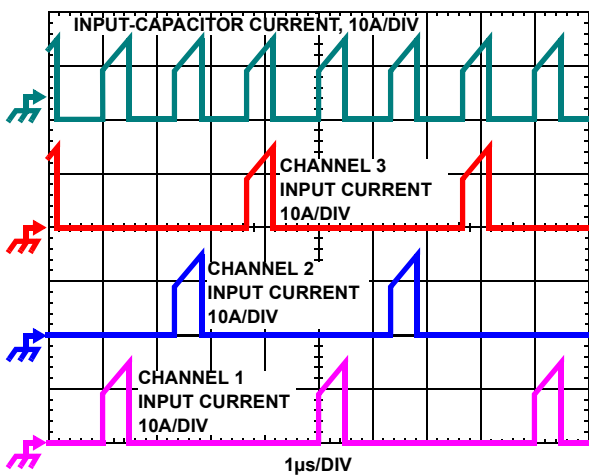 INPUT-CAPACITOR CURRENT, 10A/DIV
CHANNEL 3
INPUT CURRENT
10A/DIV
CHANNEL 2
INPUT CURRENT
10A/DIV
CHANNEL 1
INPUT CURRENT
10A/DIV
1µs/DIV